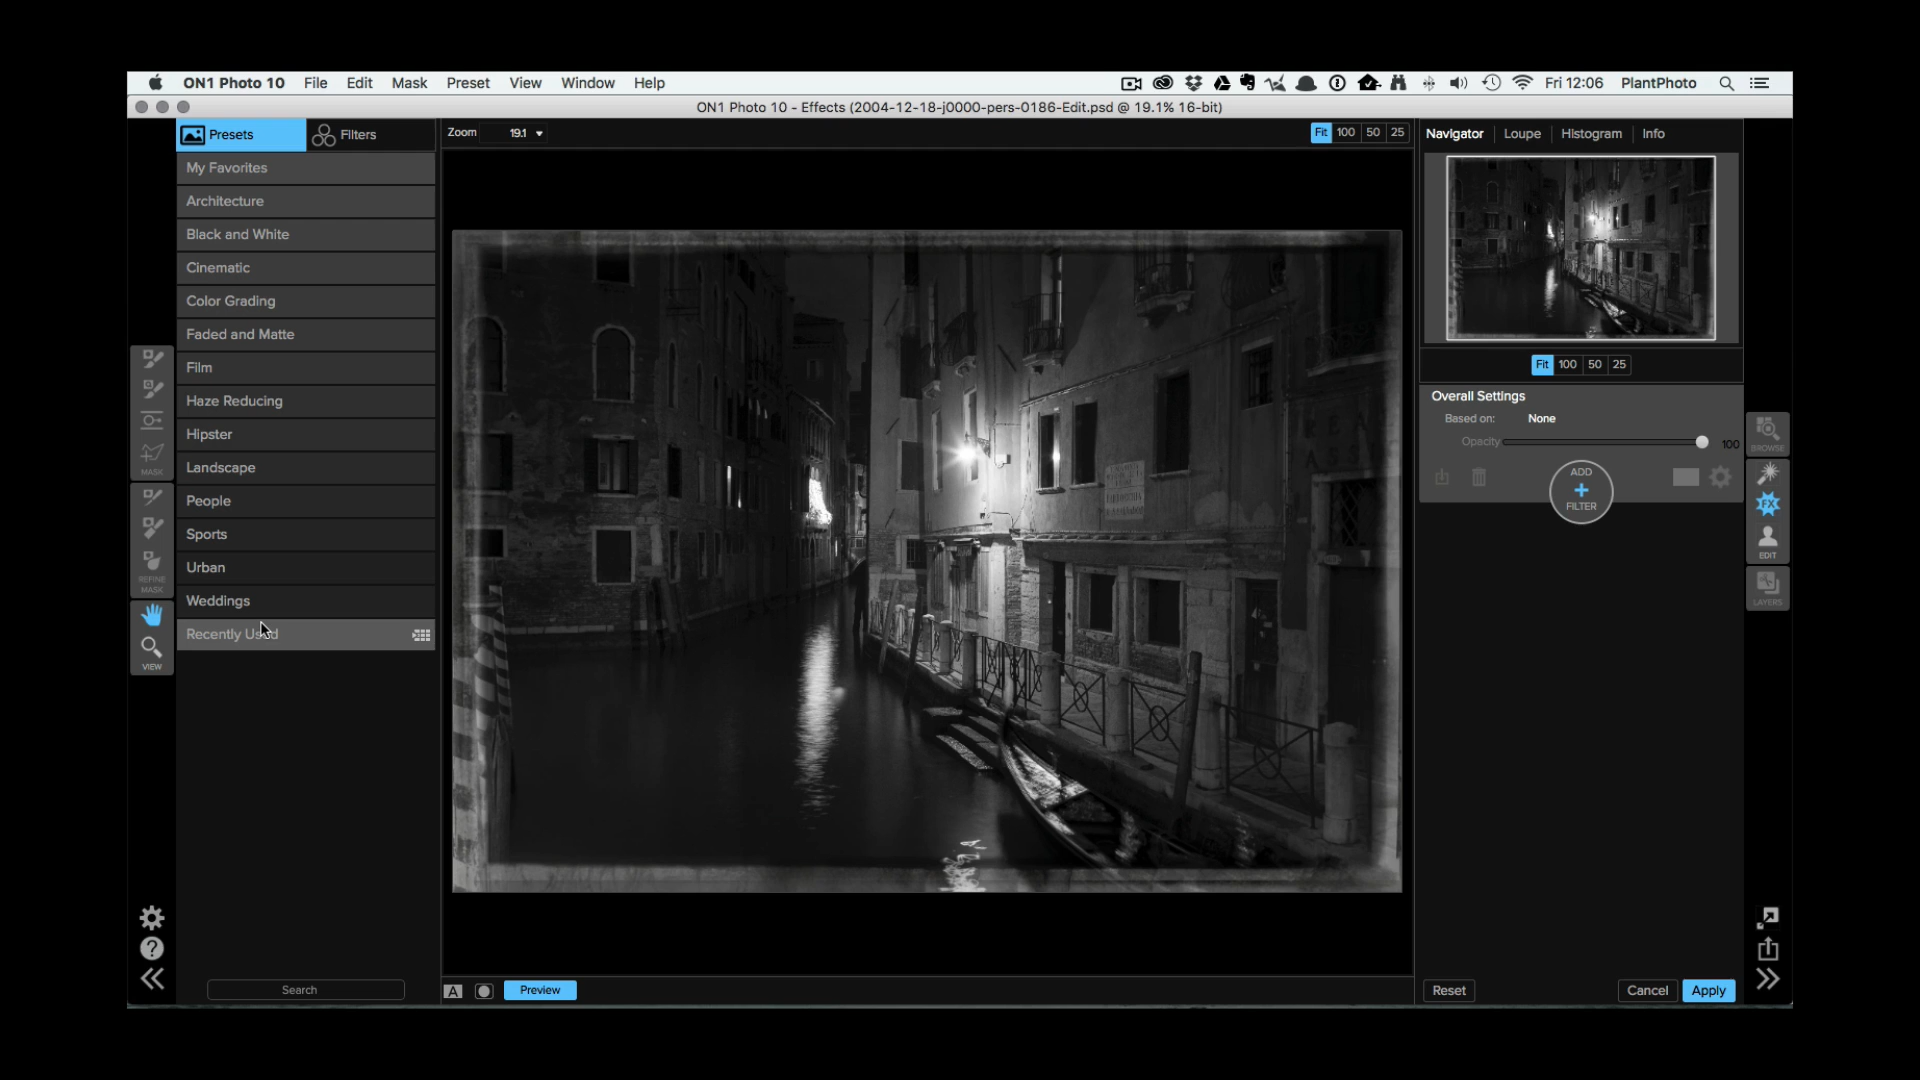 ON1 Photo 10 File Edit Mask Preset View Window Help Fri 12:06 PlantPhoto
ON1 Photo 10 - Effects (2004-12-18-j0000-pers-0186-Edit.psd @ 19.1% 16-bit)
Presets Filters
Zoom 19.1 Fit 100 50 25
Navigator Loupe Histogram Info
My Favorites
Architecture
Black and White
Cinematic
Color Grading
Faded and Matte
Film
Haze Reducing
Hipster
Landscape
People
Sports
Urban
Weddings
Recently Used
Search
MASK
REFINE
MASK
VIEW
A Preview
Fit 100 50 25
Overall Settings
Based on: None
Opacity 100
ADD
FILTER
BROWSE
FX
EDIT
LAYERS
Reset Cancel Apply